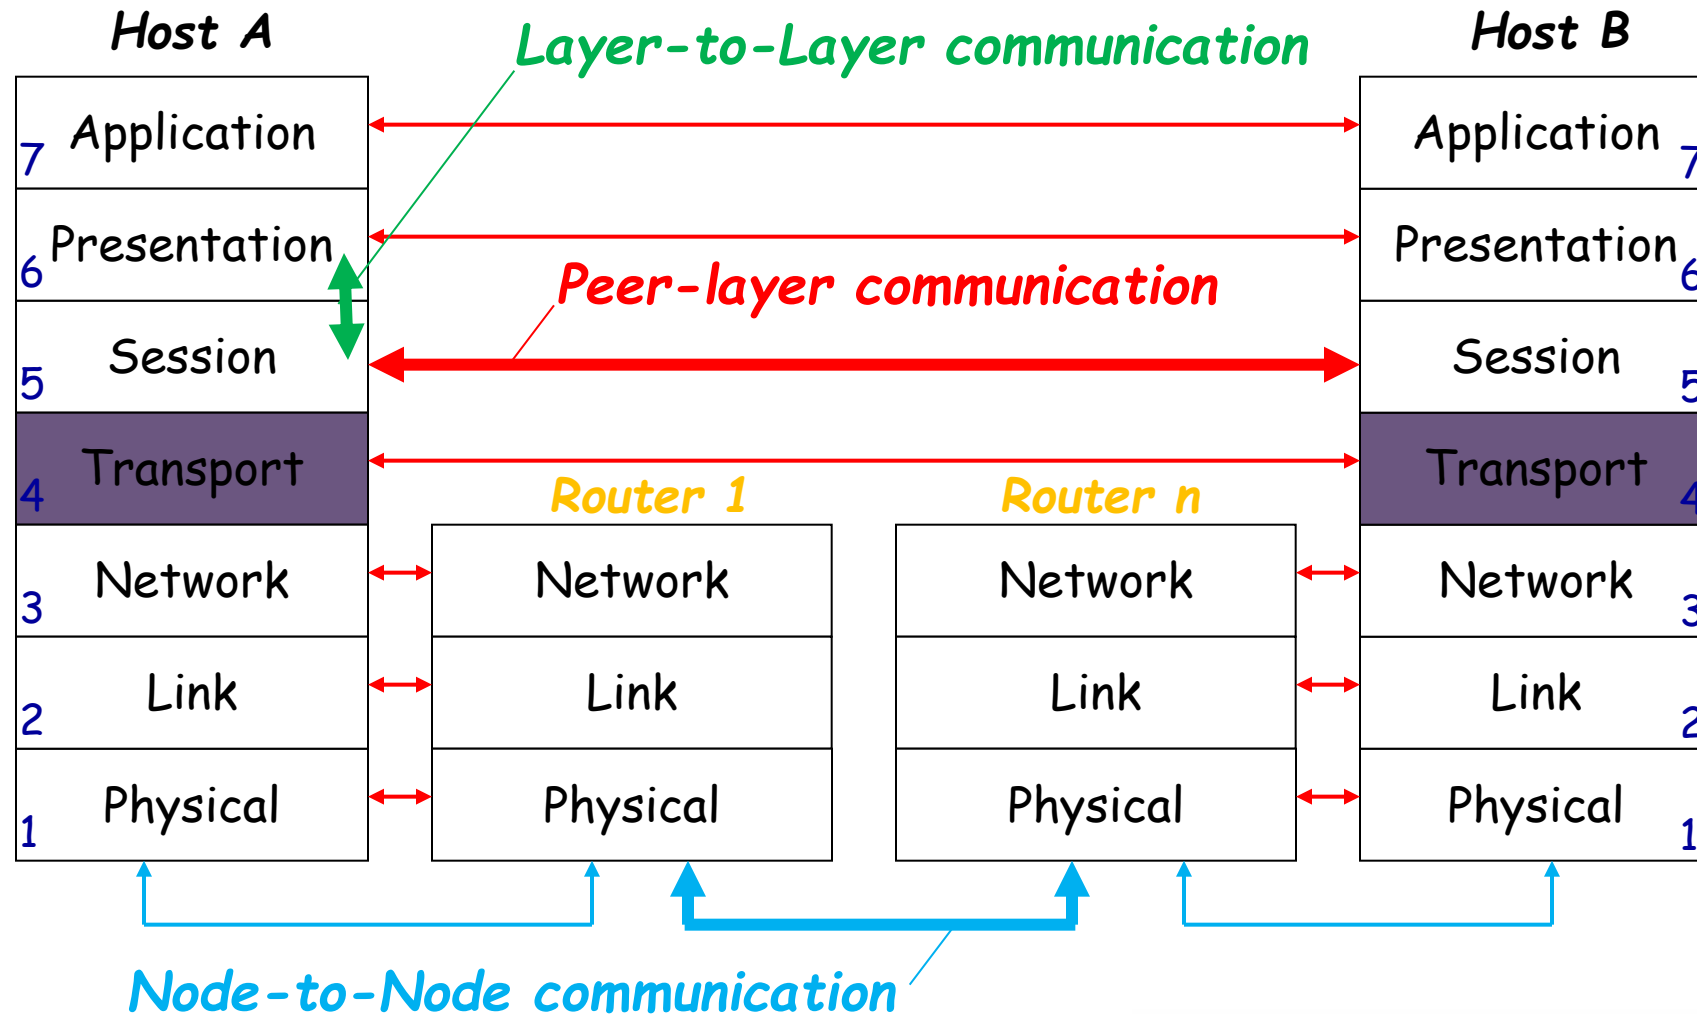 Host A
Layer-to-Layer communication
Host B
Application
7
Application
7
Presentation
6
Presentation
6
Peer-layer communication
Session
5
Session
5
Transport
4
Transport
4
Router 1
Router n
Network
3
Network
Network
Network
3
Link
2
Link
Link
Link
2
Physical
1
Physical
Physical
Physical
1
Node-to-Node communication